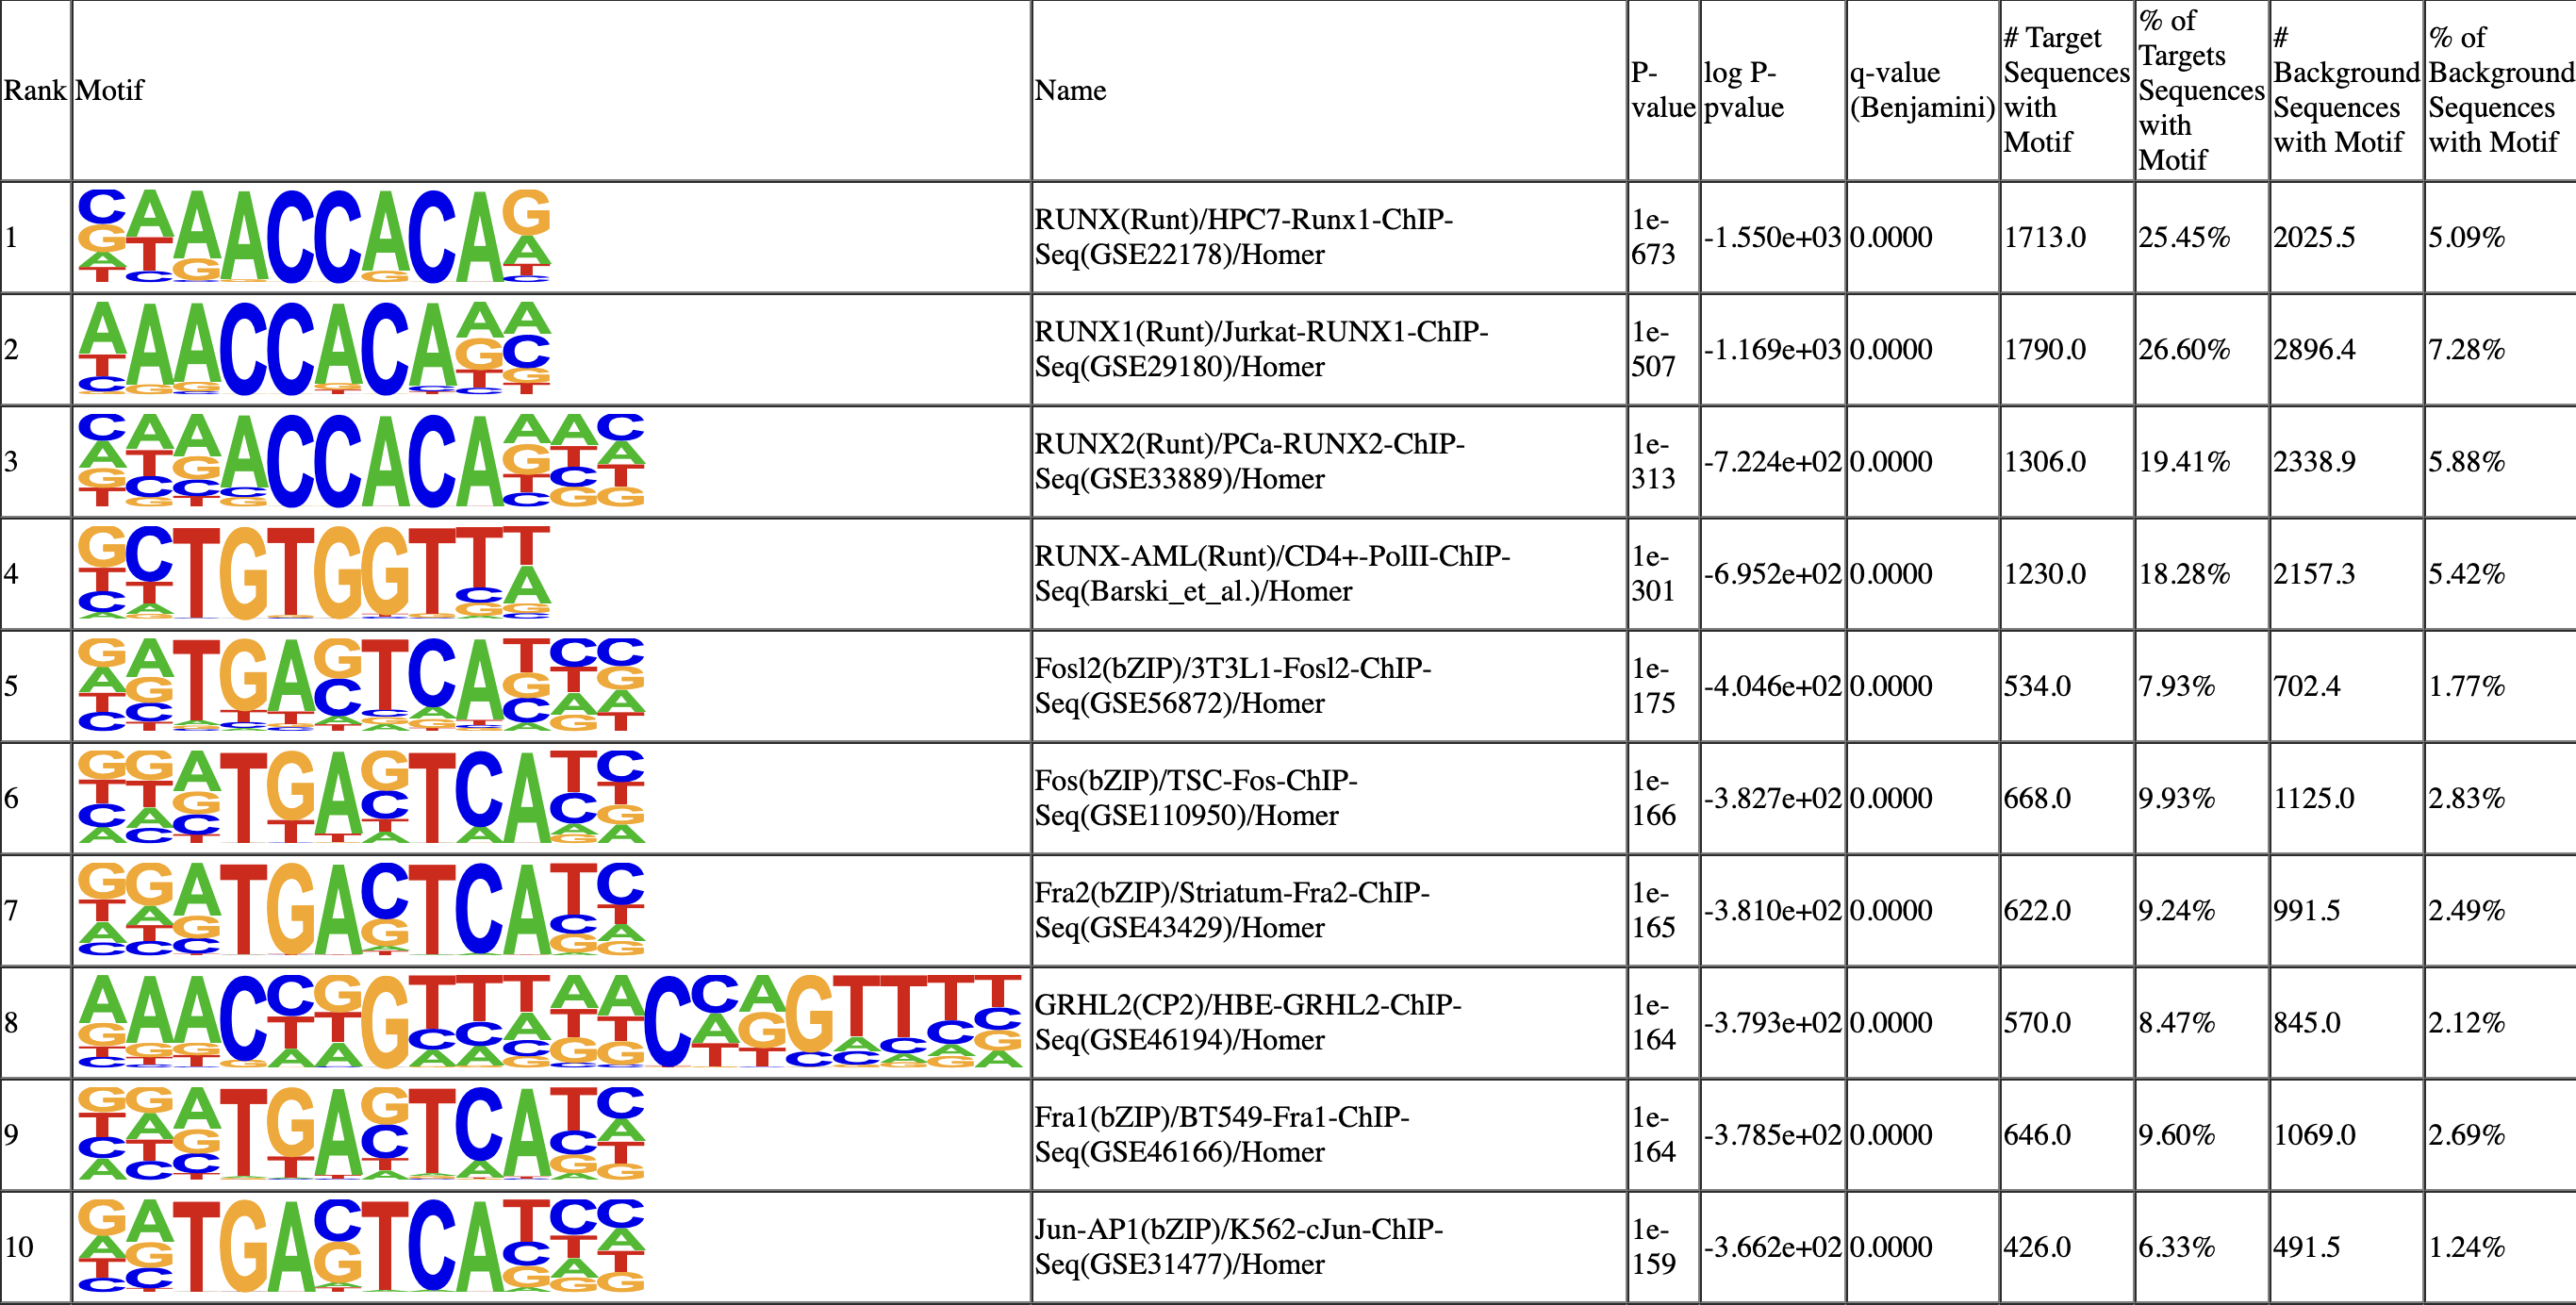 Rank
Motif
Name
P-
value
log P-
pvalue
q-value
(Benjamini)
# Target
Sequences
with
Motif
% of
Targets
Sequences
with
Motif
#
Background
Sequences
with Motif
% of
Background
Sequences
with Motif
1
RUNX(Runt)/HPC7-Runx1-ChIP-
Seq(GSE22178)/Homer
1e-
673
-1.550e+03
0.0000
1713.0
25.45%
2025.5
5.09%
2
RUNX1(Runt)/Jurkat-RUNX1-ChIP-
Seq(GSE29180)/Homer
1e-
507
-1.169e+03
0.0000
1790.0
26.60%
2896.4
7.28%
3
RUNX2(Runt)/PCa-RUNX2-ChIP-
Seq(GSE33889)/Homer
1e-
313
-7.224e+02
0.0000
1306.0
19.41%
2338.9
5.88%
4
RUNX-AML(Runt)/CD4+-PolII-ChIP-
Seq(Barski_et_al.)/Homer
1e-
301
-6.952e+02
0.0000
1230.0
18.28%
2157.3
5.42%
5
Fosl2(bZIP)/3T3L1-Fosl2-ChIP-
Seq(GSE56872)/Homer
1e-
175
-4.046e+02
0.0000
534.0
7.93%
702.4
1.77%
6
Fos(bZIP)/TSC-Fos-ChIP-
Seq(GSE110950)/Homer
1e-
166
-3.827e+02
0.0000
668.0
9.93%
1125.0
2.83%
7
Fra2(bZIP)/Striatum-Fra2-ChIP-
Seq(GSE43429)/Homer
1e-
165
-3.810e+02
0.0000
622.0
9.24%
991.5
2.49%
8
GRHL2(CP2)/HBE-GRHL2-ChIP-
Seq(GSE46194)/Homer
1e-
164
-3.793e+02
0.0000
570.0
8.47%
845.0
2.12%
9
Fra1(bZIP)/BT549-Fra1-ChIP-
Seq(GSE46166)/Homer
1e-
164
-3.785e+02
0.0000
646.0
9.60%
1069.0
2.69%
10
Jun-AP1(bZIP)/K562-cJun-ChIP-
Seq(GSE31477)/Homer
1e-
159
-3.662e+02
0.0000
426.0
6.33%
491.5
1.24%